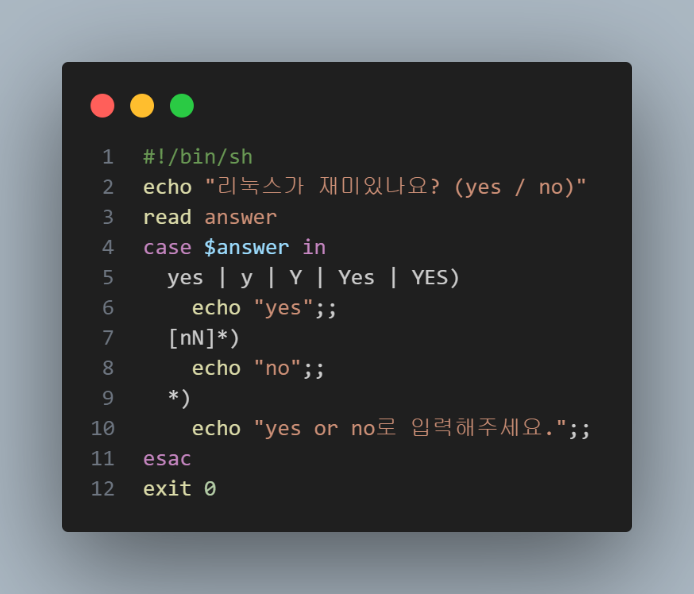 1 #!/bin/sh
2 echo "리눅스가 재미있나요? (yes / no)"
3 read answer
4 case $answer in
5 yes | y | Y | Yes | YES)
6 echo "yes";;
7 [nN]*)
8 echo "no";;
9 *)
10 echo "yes or no로 입력해주세요.";;
11 esac
12 exit 0